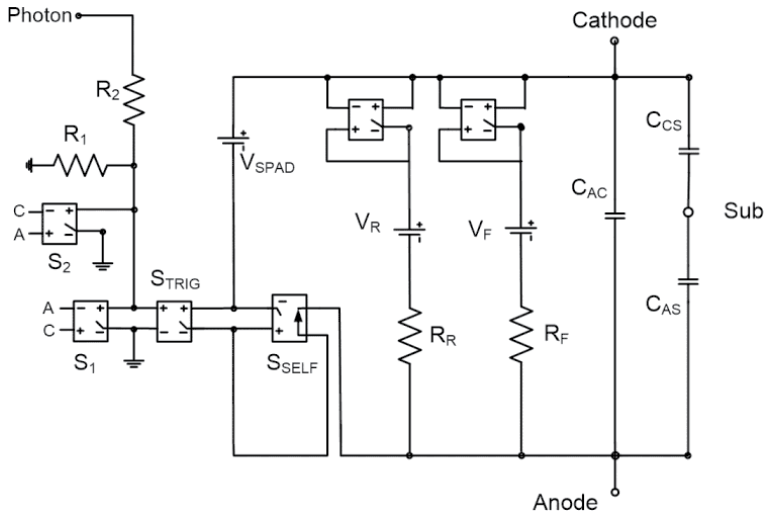 Photon
Cathode
R2
R1
VSPAD
CCS
CAC
Sub
C
A
S2
VR
VF
STRIG
CAS
A
C
S1
SSELF
RR
RF
Anode